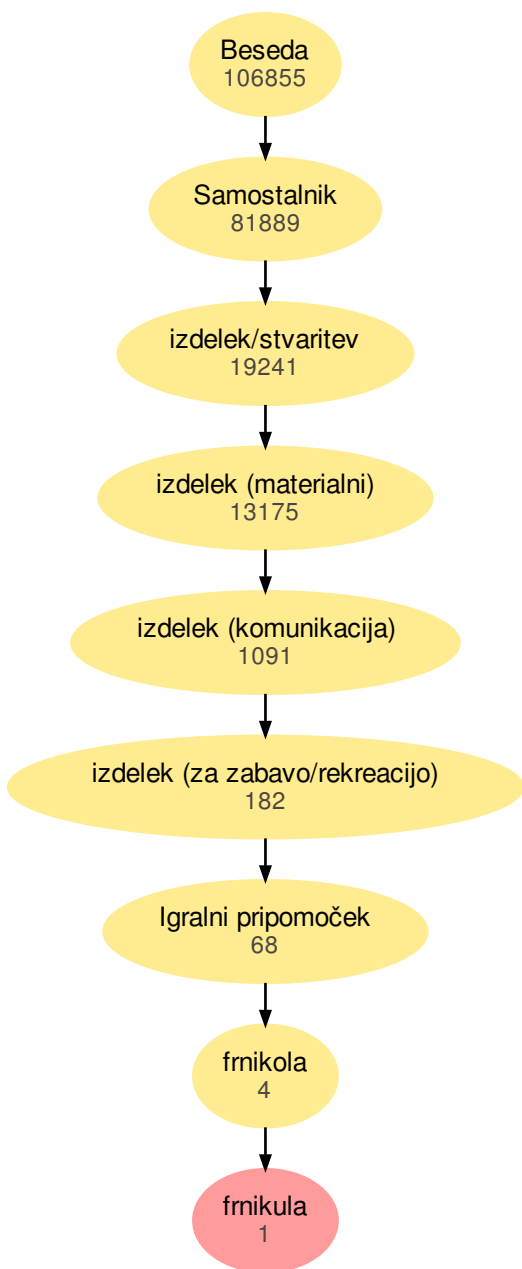 Beseda
106855
Samostalnik
81889
izdelek/stvaritev
19241
izdelek (materialni)
13175
izdelek (komunikacija)
1091
izdelek (za zabavo/rekreacijo)
182
Igralni pripomoček
68
frnikola
4
frnikula
1